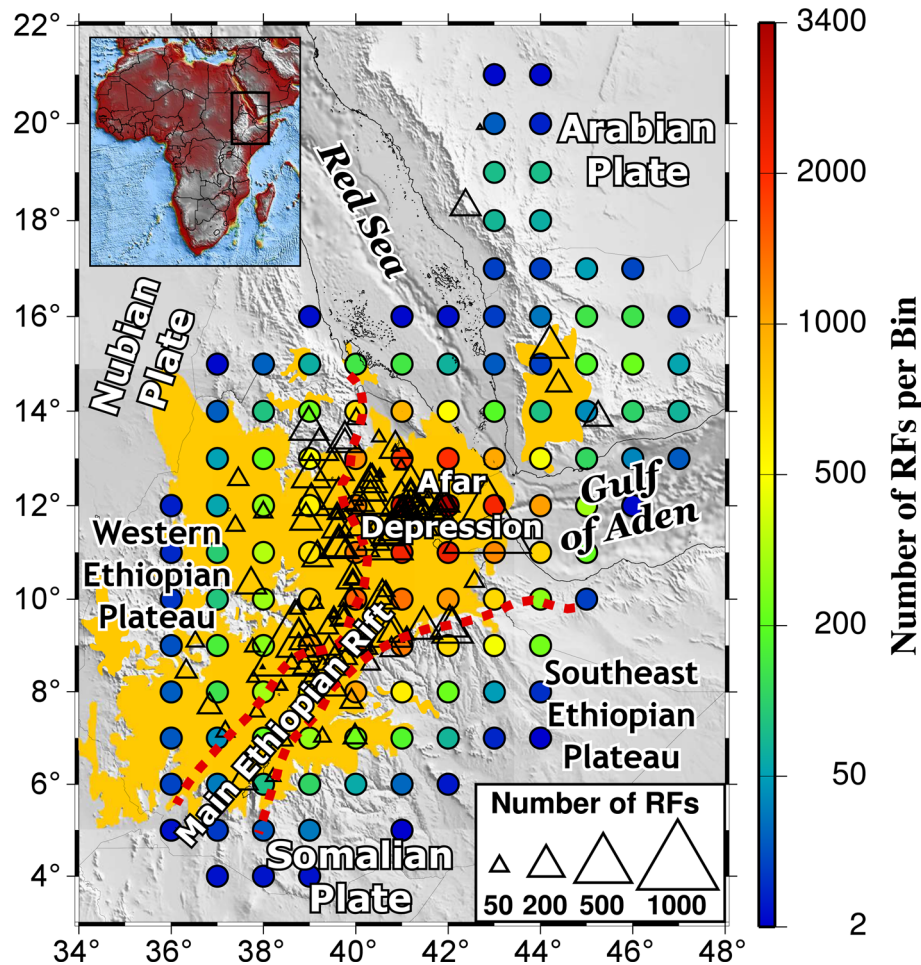 22°
20°
18°
16°
14°
12°
10°
8°
6°
4°
34°
36°
38°
40°
42°
44°
46°
48°
Arabian
Plate
Red Sea
Nubian
Plate
Afar
Depression
Gulf
of Aden
Western
Ethiopian
Plateau
Main Ethiopian Rift
Southeast
Ethiopian
Plateau
Somalian
Plate
Number of RFs
50
200
500
1000
3400
2000
1000
500
200
50
2
Number of RFs per Bin